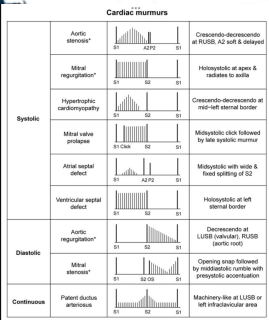 Cardiac murmurs
Systolic
Aortic
stenosis*
S1 A2 P2 S1
Crescendo-decrescendo
at RUSB, A2 soft & delayed
Mitral
regurgitation*
S1 S2 S1
Holosystolic at apex &
radiates to axilla
Hypertrophic
cardiomyopathy
S1 S2 S1
Crescendo-decrescendo at
mid-left sternal border
Mitral valve
prolapse
S1 Click S2 S1
Midsystolic click followed
by late systolic murmur
Atrial septal
defect
S1 A2 P2 S1
Midsystolic with wide &
fixed splitting of S2
Ventricular septal
defect
S1 S2 S1
Holosystolic at left
sternal border
Diastolic
Aortic
regurgitation*
S1 S2 S1
Decrescendo at
LUSB (valvular), RUSB
(aortic root)
Mitral
stenosis*
S1 S2 OS S1
Opening snap followed
by middiastolic rumble with
presystolic accentuation
Continuous
Patent ductus
arteriosus
S1 S2 S1
Machinery-like at LUSB or
left infraclavicular area